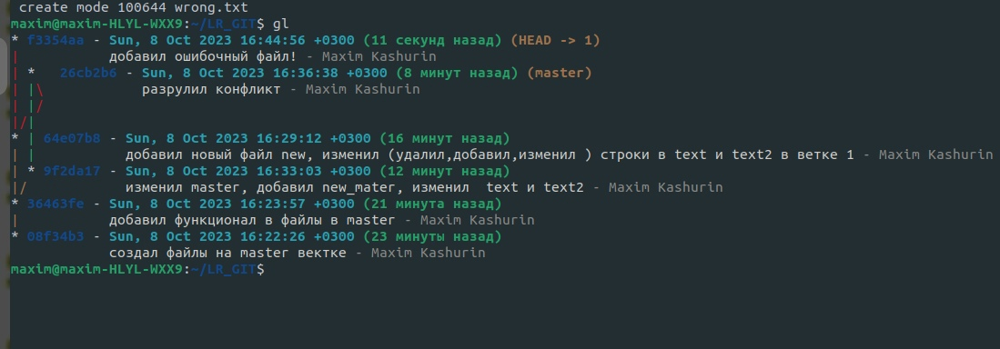 create mode 100644 wrong.txt
maxim@maxim-HLYL-WXX9:~/LR_GIT$ gl
* f3354aa - Sun, 8 Oct 2023 16:44:56 +0300 (11 секунд назад) (HEAD -> 1)
|           добавил ошибочный файл! - Maxim Kashurin
| *   26cb2b6 - Sun, 8 Oct 2023 16:36:38 +0300 (8 минут назад) (master)
| |\            разрулил конфликт - Maxim Kashurin
| |/
|/|
* | 64e07b8 - Sun, 8 Oct 2023 16:29:12 +0300 (16 минут назад)
| |           добавил новый файл new, изменил (удалил,добавил,изменил ) строки в text и text2 в ветке 1 - Maxim Kashurin
| * 9f2da17 - Sun, 8 Oct 2023 16:33:03 +0300 (12 минут назад)
|/            изменил master, добавил new_mater, изменил  text и text2 - Maxim Kashurin
* 36463fe - Sun, 8 Oct 2023 16:23:57 +0300 (21 минута назад)
|           добавил функционал в файлы в master - Maxim Kashurin
* 08f34b3 - Sun, 8 Oct 2023 16:22:26 +0300 (23 минуты назад)
            создал файлы на master вектке - Maxim Kashurin
maxim@maxim-HLYL-WXX9:~/LR_GIT$